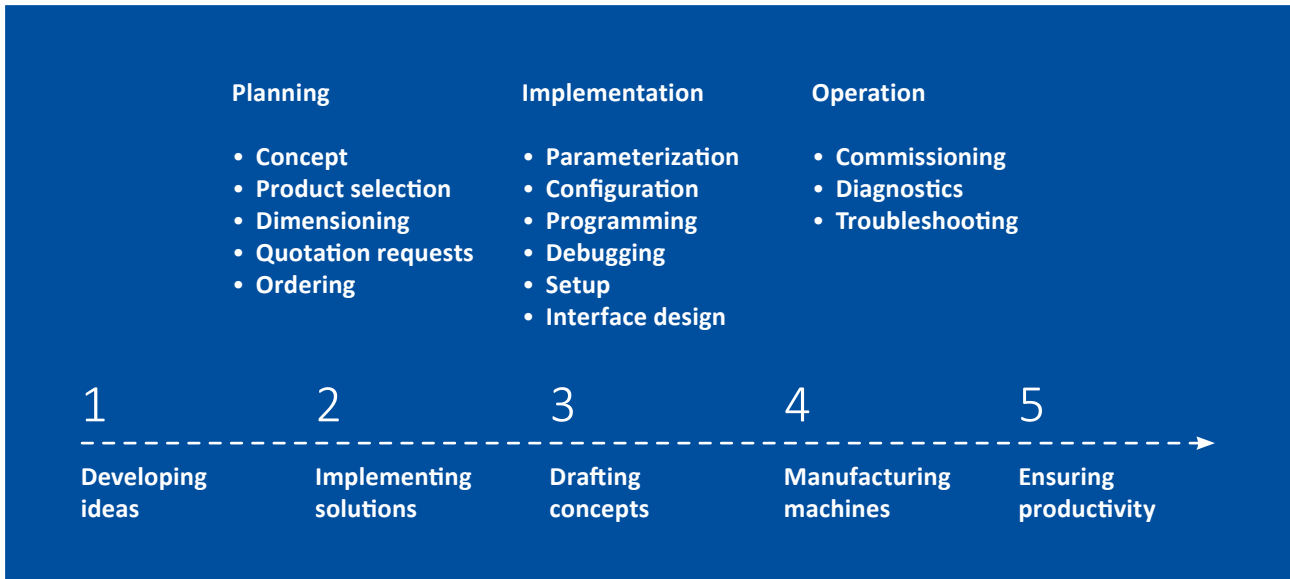 Planning
• Concept
• Product selection
• Dimensioning
• Quotation requests
• Ordering
Implementation
• Parameterization
• Configuration
• Programming
• Debugging
• Setup
• Interface design
Operation
• Commissioning
• Diagnostics
• Troubleshooting
1
Developing
ideas
2
Implementing
solutions
3
Drafting
concepts
4
Manufacturing
machines
5
Ensuring
productivity